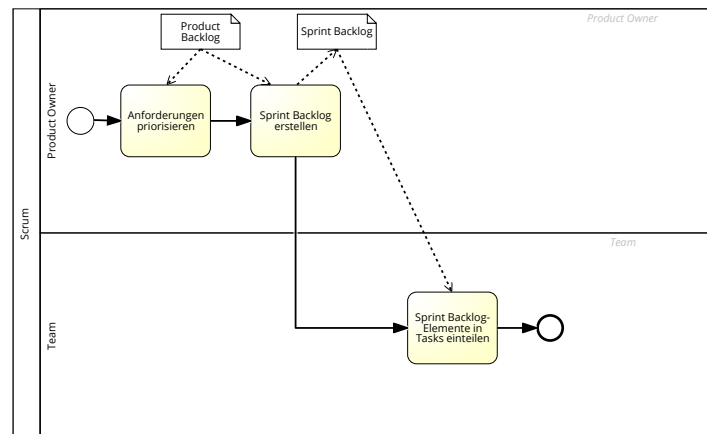 Scrum
Product Owner
Product Owner
Product
Backlog
Sprint Backlog
Anforderungen
priorisieren
Sprint Backlog
erstellen
Team
Team
Sprint Backlog-
Elemente in
Tasks einteilen